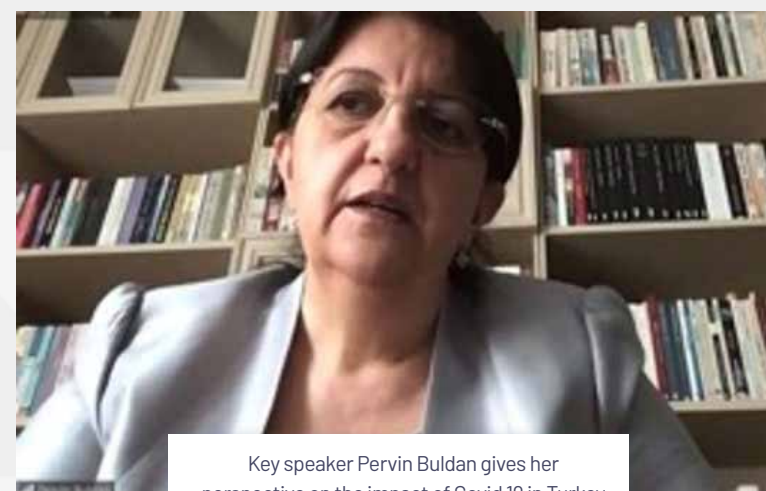 Key speaker Pervin Buldan gives her
perspective on the impact of Covid 19 in Turkey